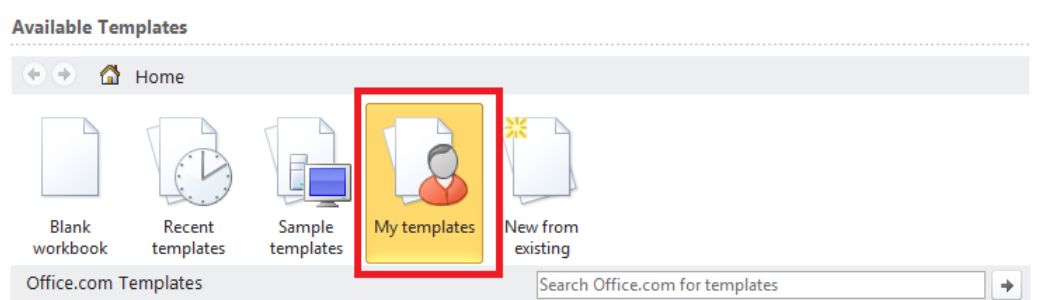 Available Templates
Home
Blank workbook
Recent templates
Sample templates
My templates
New from existing
Office.com Templates
Search Office.com for templates